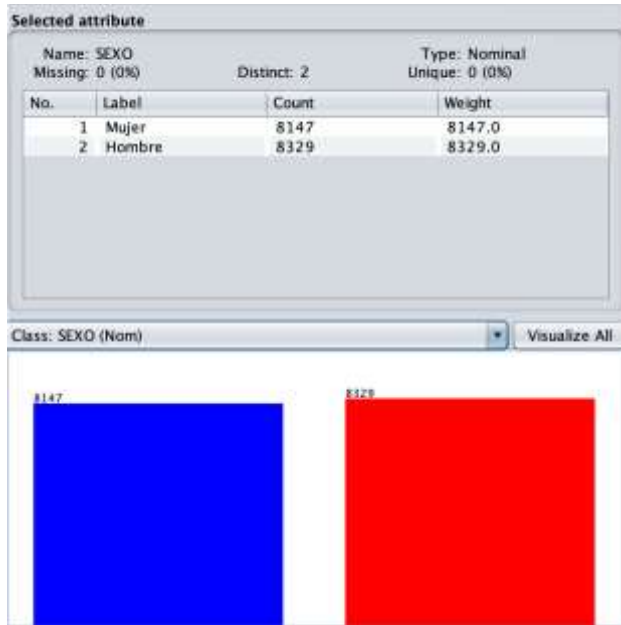 Selected attribute
Name: SEXO Type: Nominal
Missing: 0 (0%) Distinct: 2 Unique: 0 (0%)
No. Label Count Weight
1 Mujer 8147 8147.0
2 Hombre 8329 8329.0
Class: SEXO (Nom) Visualize All
8147 8329